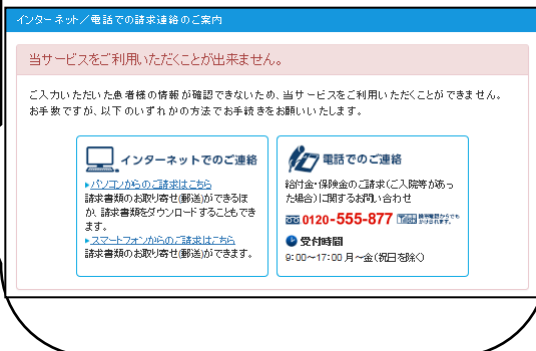 インターネット／電話での請求連絡のご案内
当サービスをご利用いただくことが出来ません。
ご入力いただいた患者様の情報が確認できないため、当サービスをご利用いただくことができません。
お手数ですが、以下のいずれかの方法でお手続きをお願いいたします。
インターネットでのご連絡
パソコンからのご請求はこちら
請求書類のお取り寄せ(郵送)ができるほ
か、請求書類をダウンロードすることもでき
ます。
スマートフォンからのご請求はこちら
請求書類のお取り寄せ(郵送)ができます。
電話でのご連絡
給付金・保険金のご請求(ご入院等があっ
た場合)に関するお問い合わせ
0120-555-877 携帯電話からでも
かけられます。
受付時間
9:00～17:00 月～金(祝日を除く)